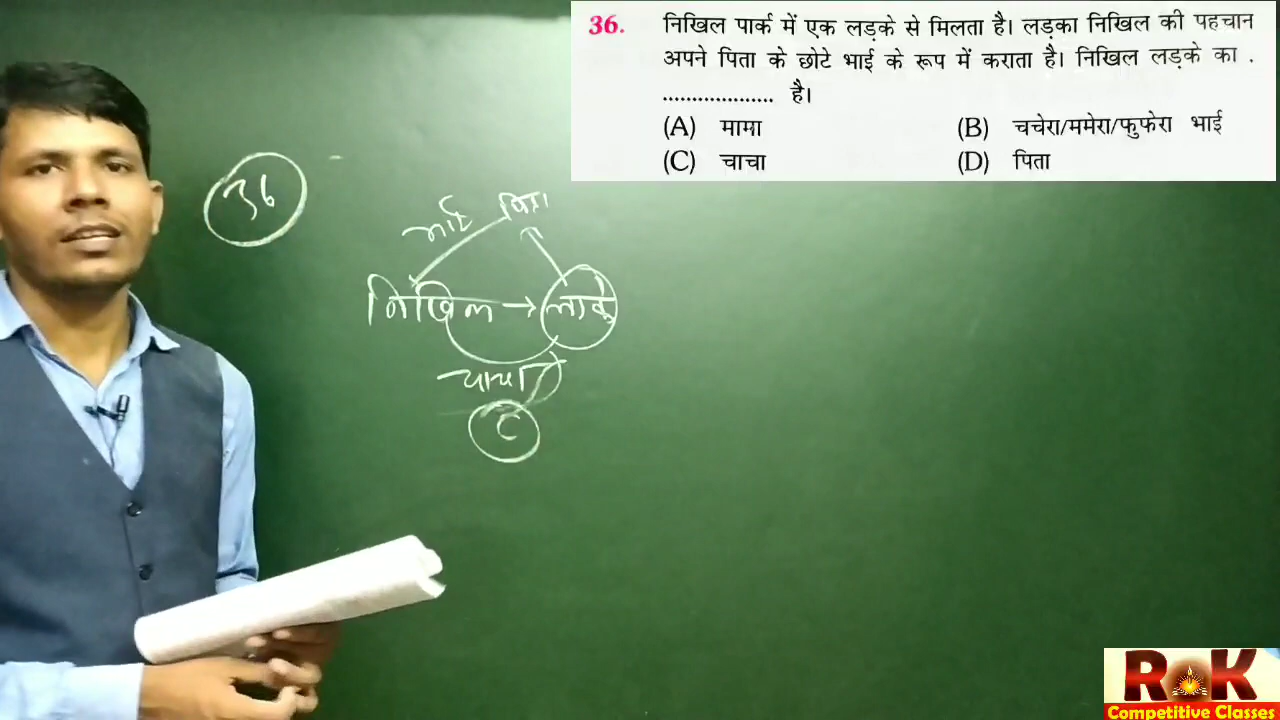 36. निखिल पार्क में एक लड़के से मिलता है। लड़का निखिल की पहचान
अपने पिता के छोटे भाई के रूप में कराता है। निखिल लड़के का .
................... है।
(A) मामा (B) चचेरा/ममेरा/फुफेरा भाई
(C) चाचा (D) पिता
36
भाई पिता
निखिल → लड़के
चाचा
C
RK
Competitive Classes